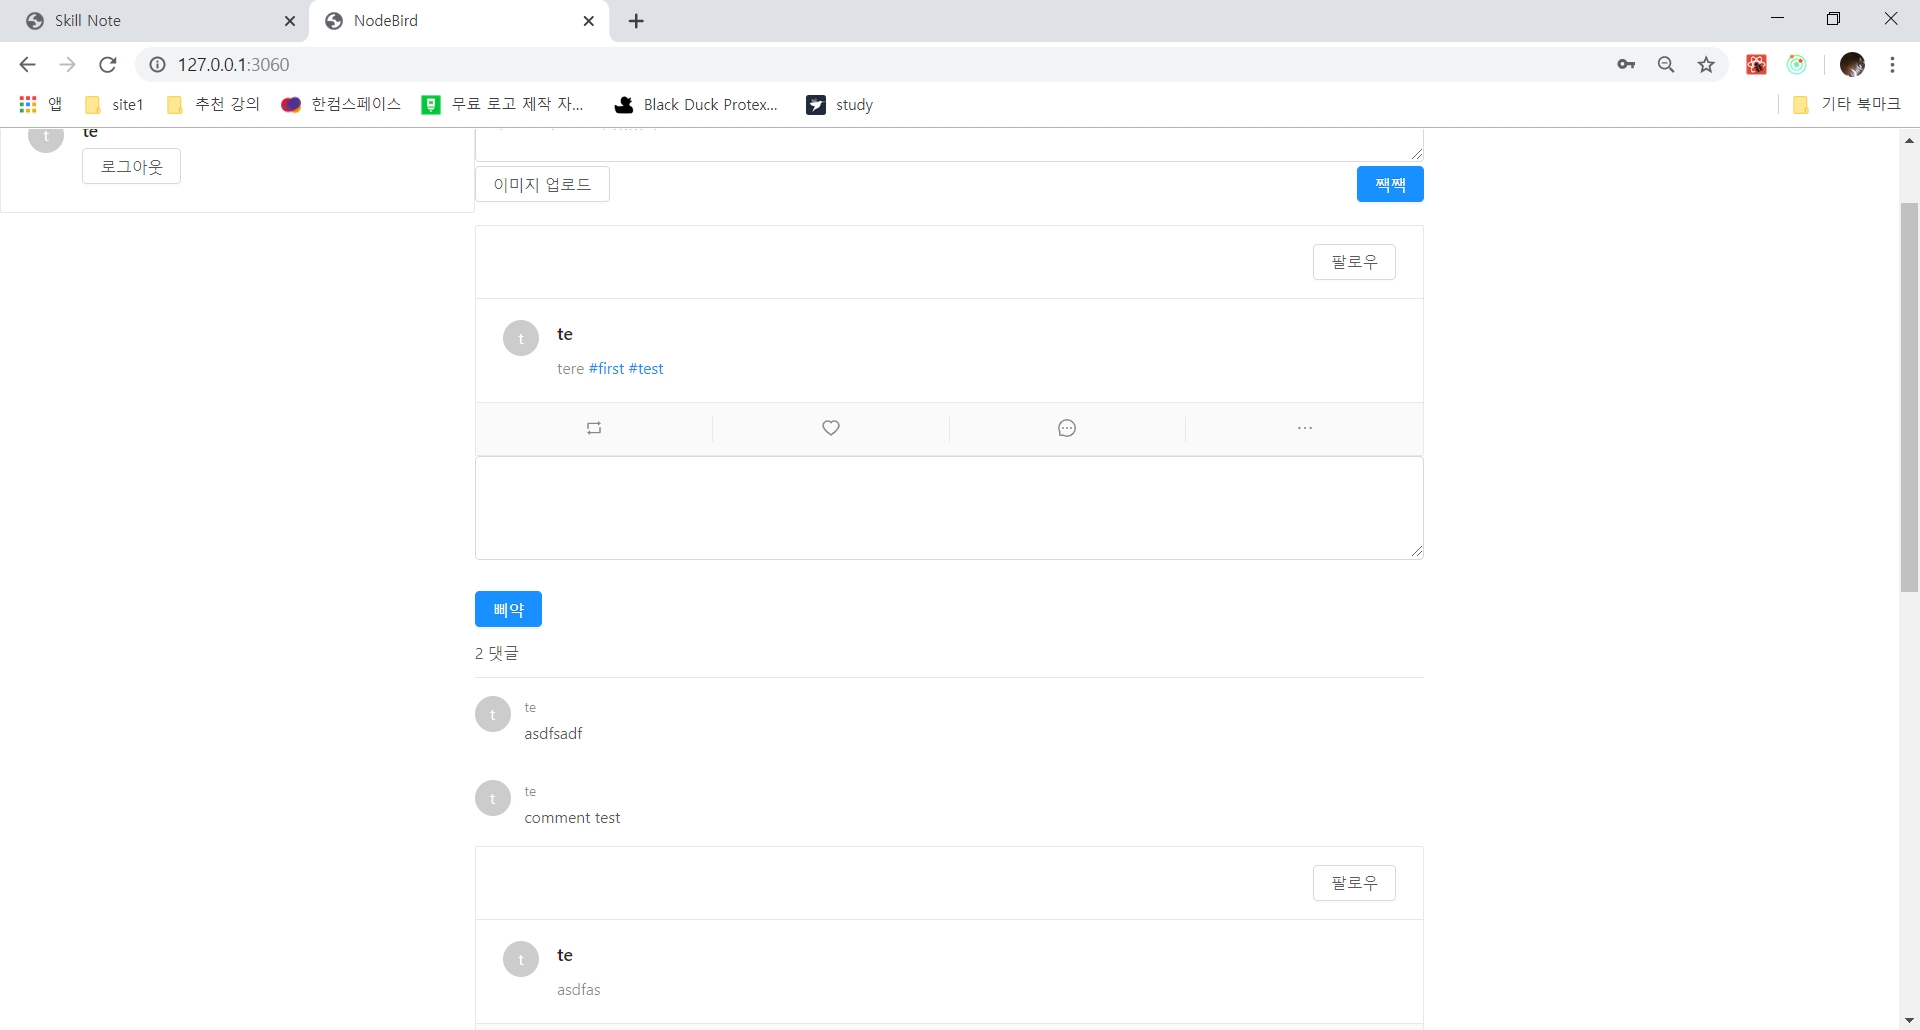 Skill Note
NodeBird
127.0.0.1:3060
앱
site1
추천 강의
한컴스페이스
무료 로고 제작 자...
Black Duck Protex...
study
기타 북마크
t
te
로그아웃
이미지 업로드
짹짹
팔로우
t
te
tere #first #test
삐약
2 댓글
t
te
asdfsadf
t
te
comment test
팔로우
t
te
asdfas